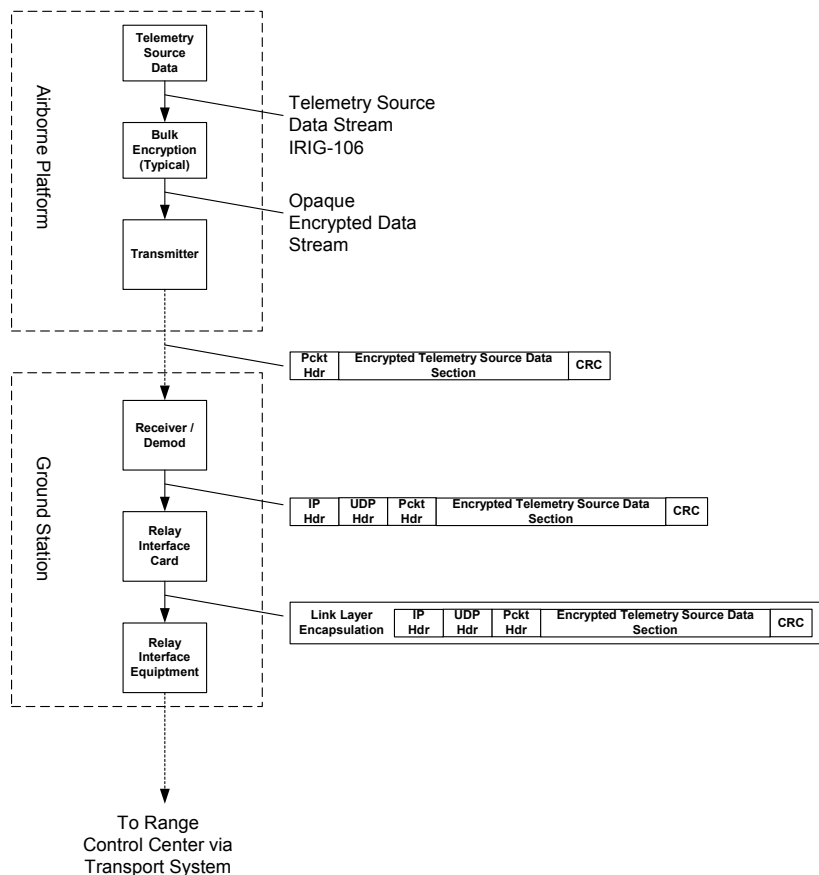 Telemetry
Source
Data
Airborne Platform
Telemetry Source
Data Stream
IRIG-106
Bulk
Encryption
(Typical)
Opaque
Encrypted Data
Stream
Transmitter
Pckt
Hdr
Encrypted Telemetry Source Data
Section
CRC
Ground Station
Receiver /
Demod
IP
Hdr
UDP
Hdr
Pckt
Hdr
Encrypted Telemetry Source Data
Section
CRC
Relay
Interface
Card
Link Layer
Encapsulation
IP
Hdr
UDP
Hdr
Pckt
Hdr
Encrypted Telemetry Source Data
Section
CRC
Relay
Interface
Equiptment
To Range
Control Center via
Transport System